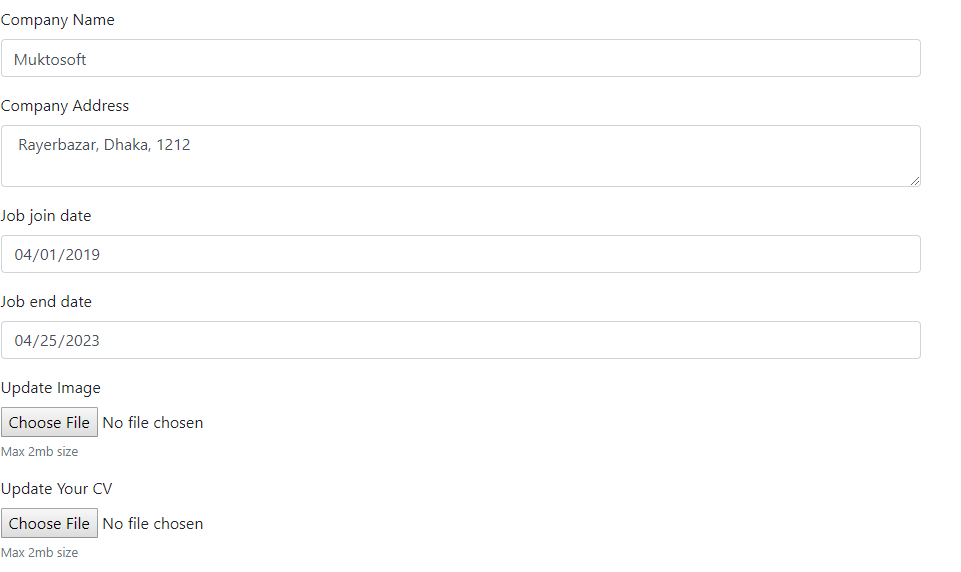 Company Name
Muktosoft
Company Address
Rayerbazar, Dhaka, 1212
Job join date
04/01/2019
Job end date
04/25/2023
Update Image
Choose File No file chosen
Max 2mb size
Update Your CV
Choose File No file chosen
Max 2mb size